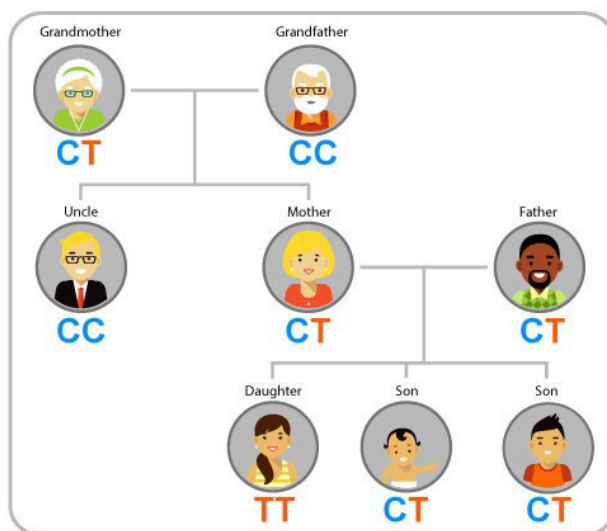 Grandmother Grandfather
CT CC
Uncle Mother Father
CC CT CT
Daughter Son Son
TT CT CT